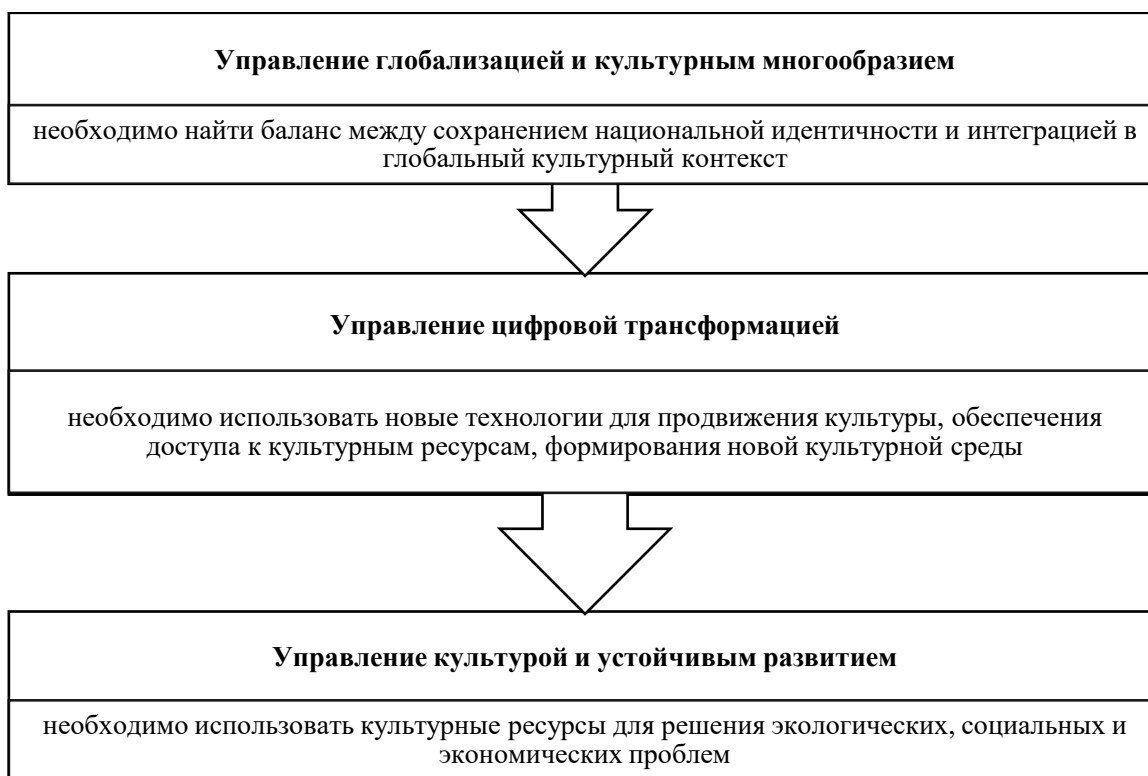 Управление глобализацией и культурным многообразием
необходимо найти баланс между сохранением национальной идентичности и интеграцией в
глобальный культурный контекст
Управление цифровой трансформацией
необходимо использовать новые технологии для продвижения культуры, обеспечения
доступа к культурным ресурсам, формирования новой культурной среды
Управление культурой и устойчивым развитием
необходимо использовать культурные ресурсы для решения экологических, социальных и
экономических проблем